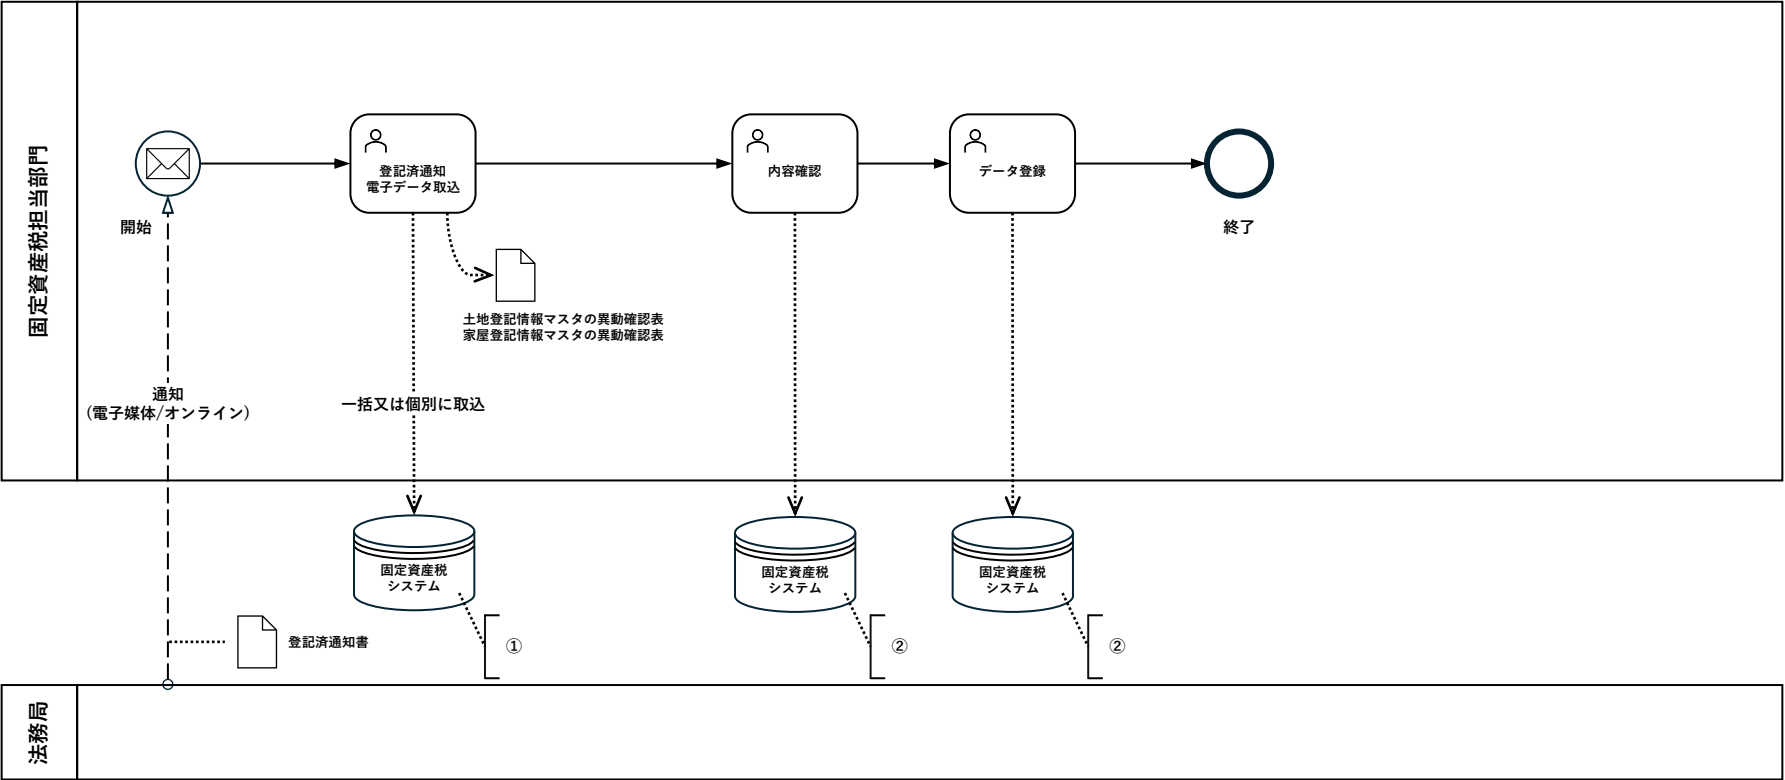 固定資産税担当部門
登記済通知
電子データ取込
内容確認
データ登録
開始
終了
土地登記情報マスタの異動確認表
家屋登記情報マスタの異動確認表
通知
(電子媒体/オンライン)
一括又は個別に取込
固定資産税
システム
固定資産税
システム
固定資産税
システム
登記済通知書
①
②
②
法務局